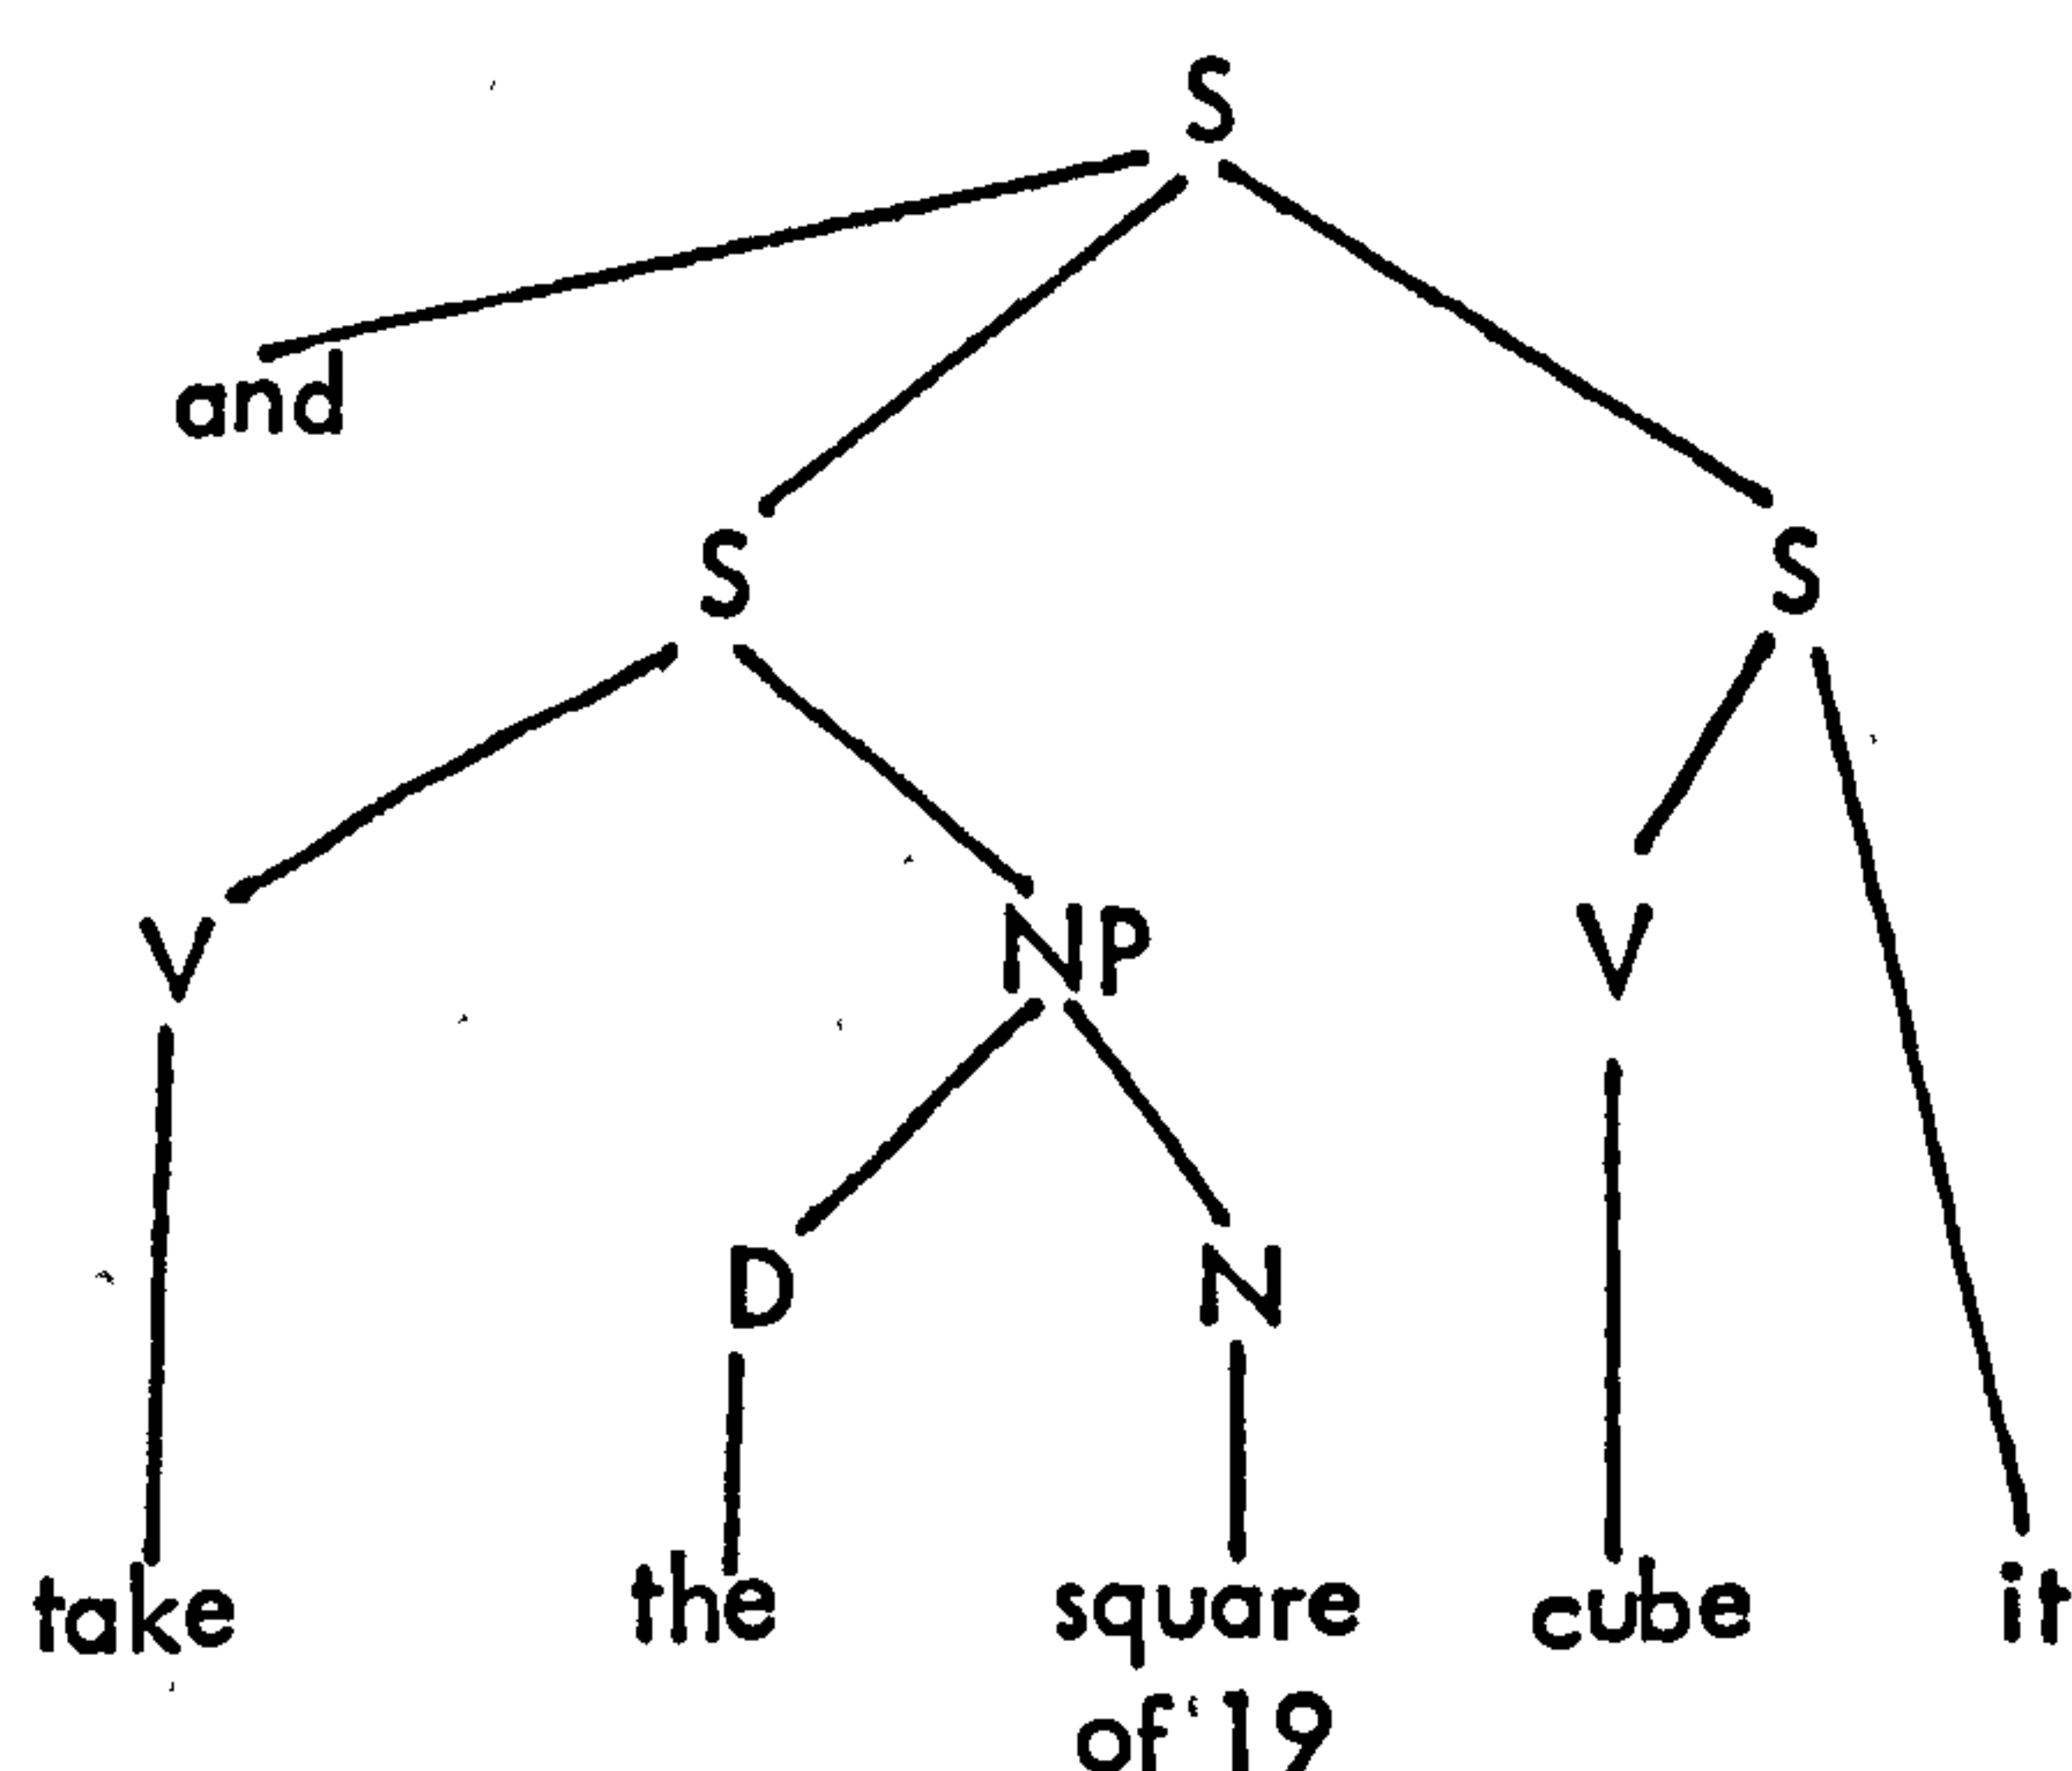 S
and
S S
V NP V
D N
take the square cube it
of 19